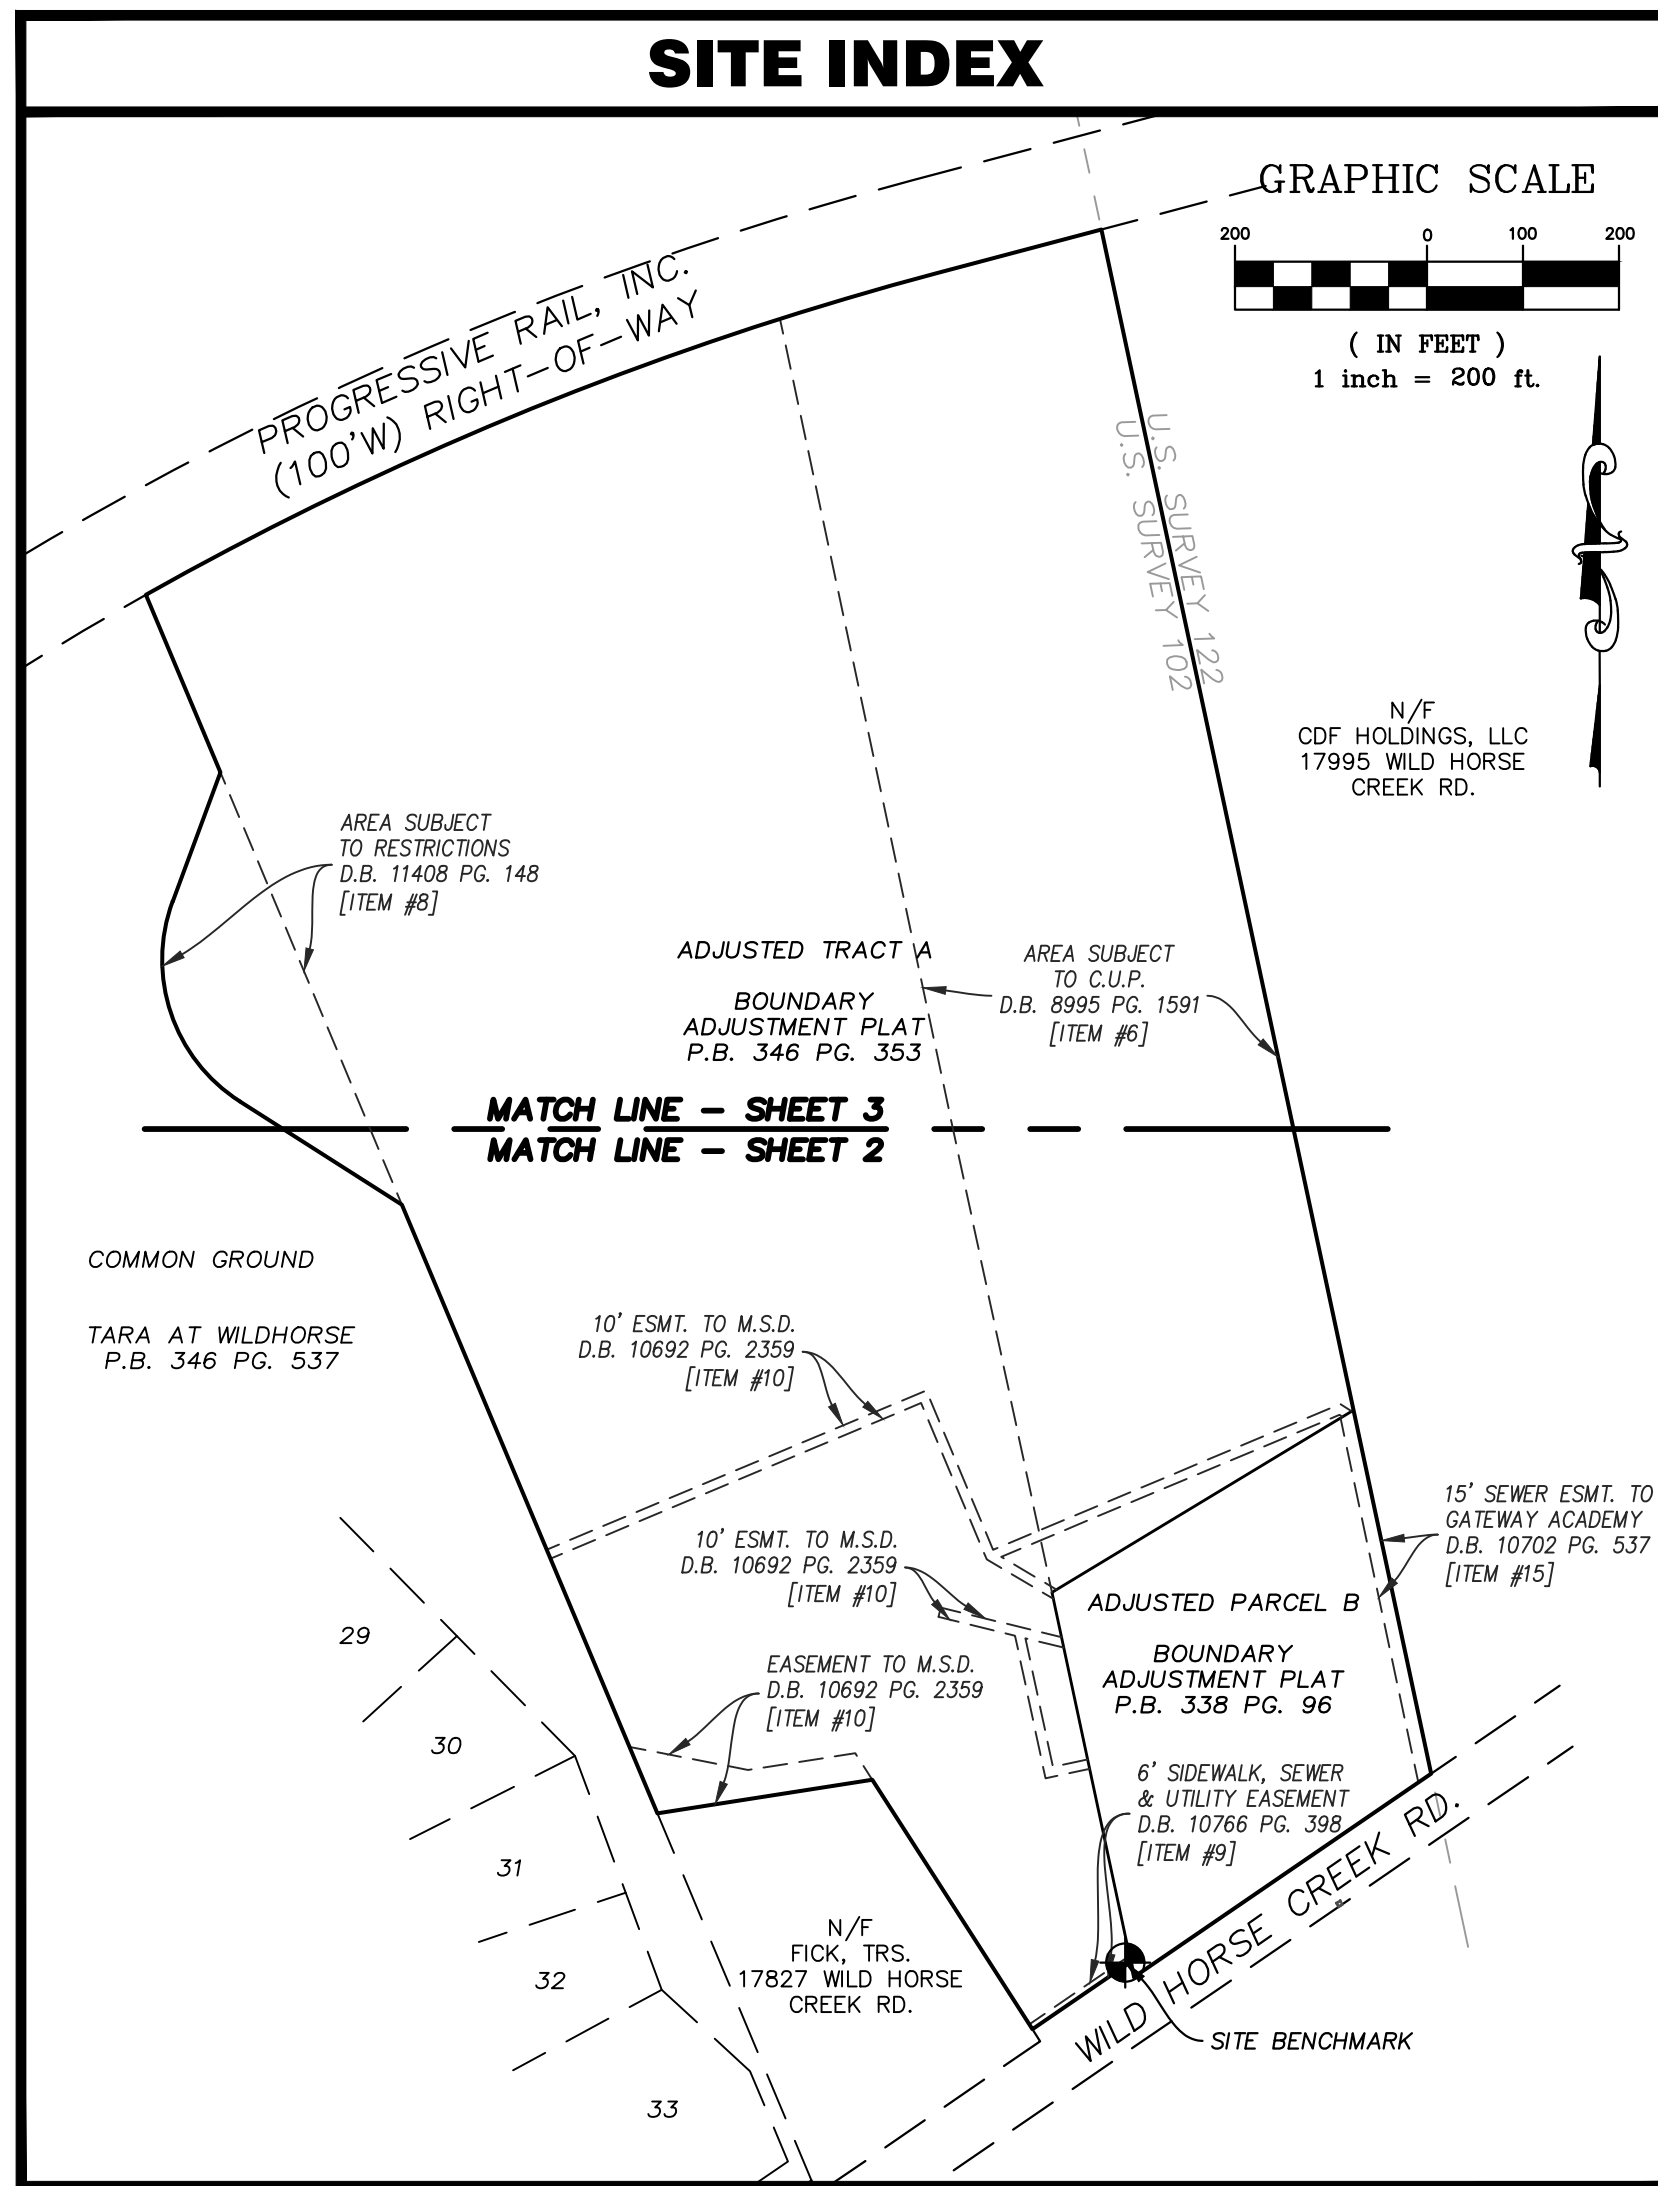 SITE INDEX
GRAPHIC SCALE
200 0 100 200
( IN FEET )
1 inch = 200 ft.
PROGRESSIVE RAIL, INC.
(100'W) RIGHT-OF-WAY
U.S. SURVEY 122
U.S. SURVEY 102
N/F
CDF HOLDINGS, LLC
17995 WILD HORSE
CREEK RD.
AREA SUBJECT
TO RESTRICTIONS
D.B. 11408 PG. 148
[ITEM #8]
ADJUSTED TRACT A
BOUNDARY
ADJUSTMENT PLAT
P.B. 346 PG. 353
AREA SUBJECT
TO C.U.P.
D.B. 8995 PG. 1591
[ITEM #6]
MATCH LINE - SHEET 3
MATCH LINE - SHEET 2
COMMON GROUND
TARA AT WILDHORSE
P.B. 346 PG. 537
10' ESMT. TO M.S.D.
D.B. 10692 PG. 2359
[ITEM #10]
15' SEWER ESMT. TO
GATEWAY ACADEMY
D.B. 10702 PG. 537
[ITEM #15]
10' ESMT. TO M.S.D.
D.B. 10692 PG. 2359
[ITEM #10]
ADJUSTED PARCEL B
BOUNDARY
ADJUSTMENT PLAT
P.B. 338 PG. 96
EASEMENT TO M.S.D.
D.B. 10692 PG. 2359
[ITEM #10]
6' SIDEWALK, SEWER
& UTILITY EASEMENT
D.B. 10766 PG. 398
[ITEM #9]
29
30
31
32
33
N/F
FICK, TRS.
17827 WILD HORSE
CREEK RD.
WILD HORSE CREEK RD.
SITE BENCHMARK